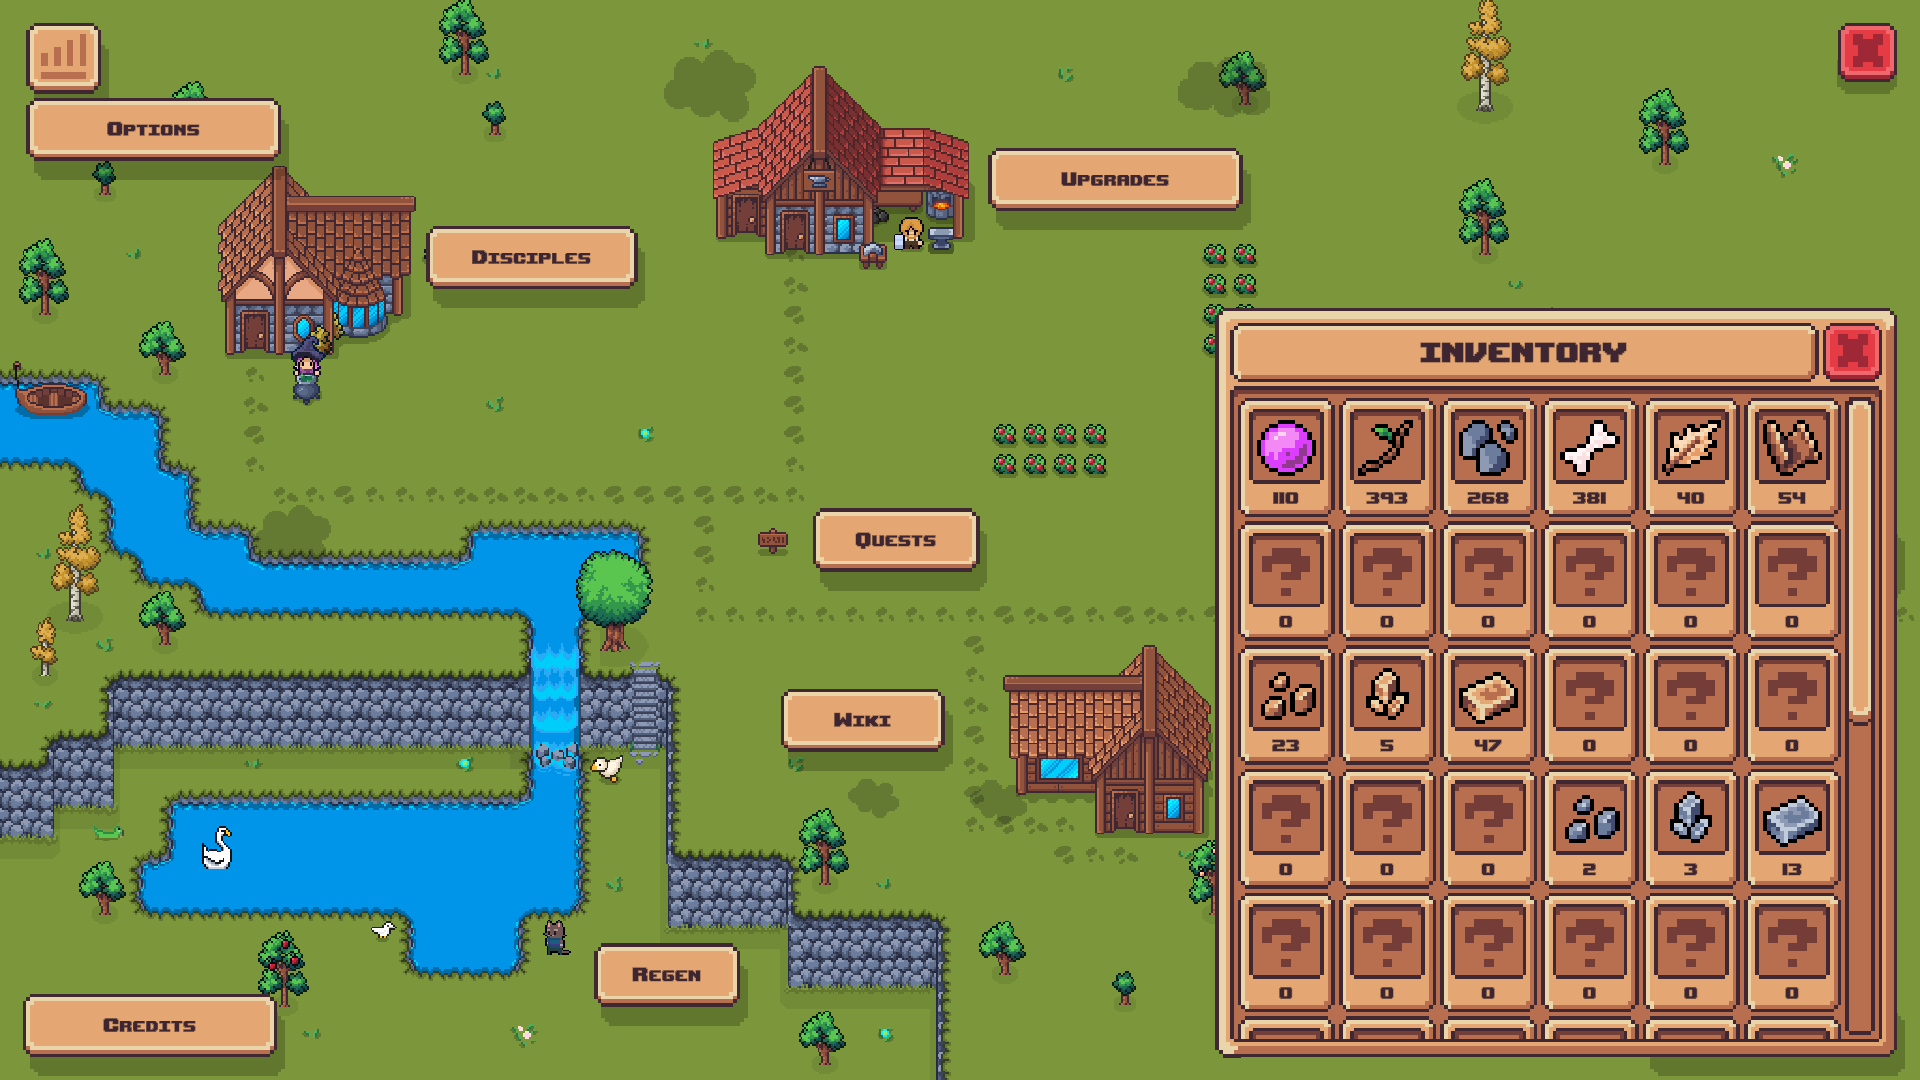 Options
Upgrades
Disciples
Inventory
110 393 268 381 40 54
Quests
0 0 0 0 0 0
Wiki
23 5 47 0 0 0
0 0 0 2 3 13
Regen
0 0 0 0 0 0
Credits